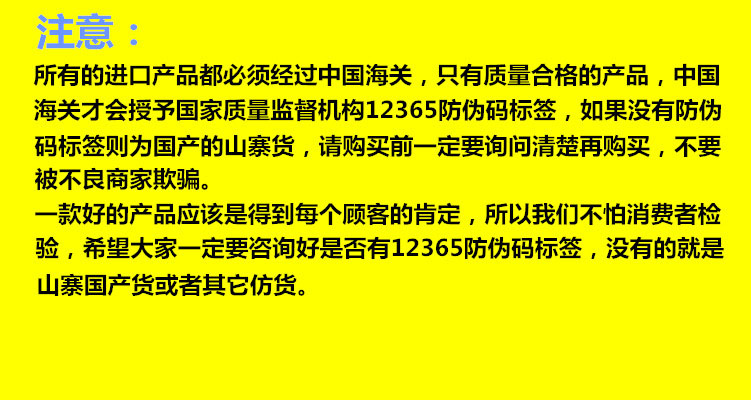 注意：
所有的进口产品都必须经过中国海关，只有质量合格的产品，中国
海关才会授予国家质量监督机构12365防伪码标签，如果没有防伪
码标签则为国产的山寨货，请购买前一定要询问清楚再购买，不要
被不良商家欺骗。
一款好的产品应该是得到每个顾客的肯定，所以我们不怕消费者检
验，希望大家一定要咨询好是否有12365防伪码标签，没有的就是
山寨国产货或者其它仿货。